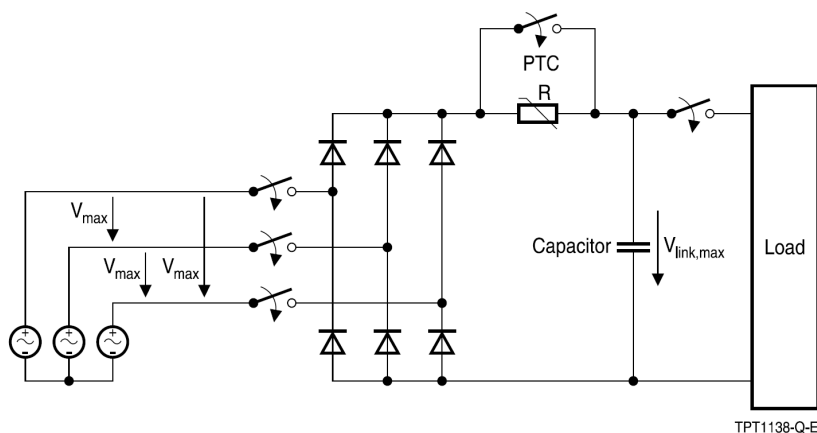 PTC
R
V_max
V_max
V_max
Capacitor
V_link,max
Load
+
~
-
+
~
-
+
~
-
TPT1138-Q-E